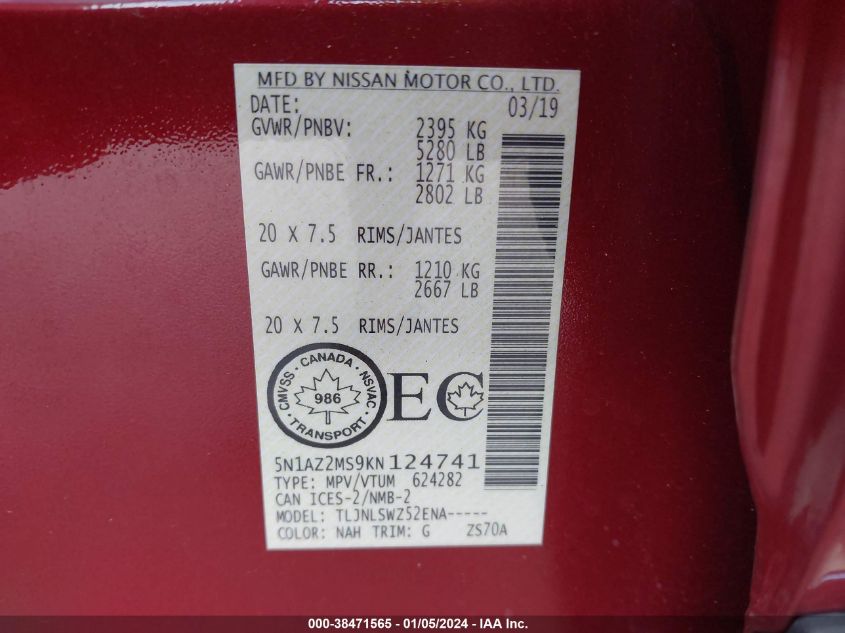 MFD BY NISSAN MOTOR CO., LTD.
DATE: 03/19
GVWR/PNBV: 2395 KG
5280 LB
GAWR/PNBE FR.: 1271 KG
2802 LB
20 X 7.5 RIMS/JANTES
GAWR/PNBE RR.: 1210 KG
2667 LB
20 X 7.5 RIMS/JANTES
CANADA
CMVSS NSVAC
986
TRANSPORT
EC
5N1AZ2MS9KN124741
TYPE: MPV/VTUM 624282
CAN ICES-2/NMB-2
MODEL: TLJNLSWZ52ENA-----
COLOR: NAH TRIM: G ZS70A
000-38471565 - 01/05/2024 - IAA Inc.